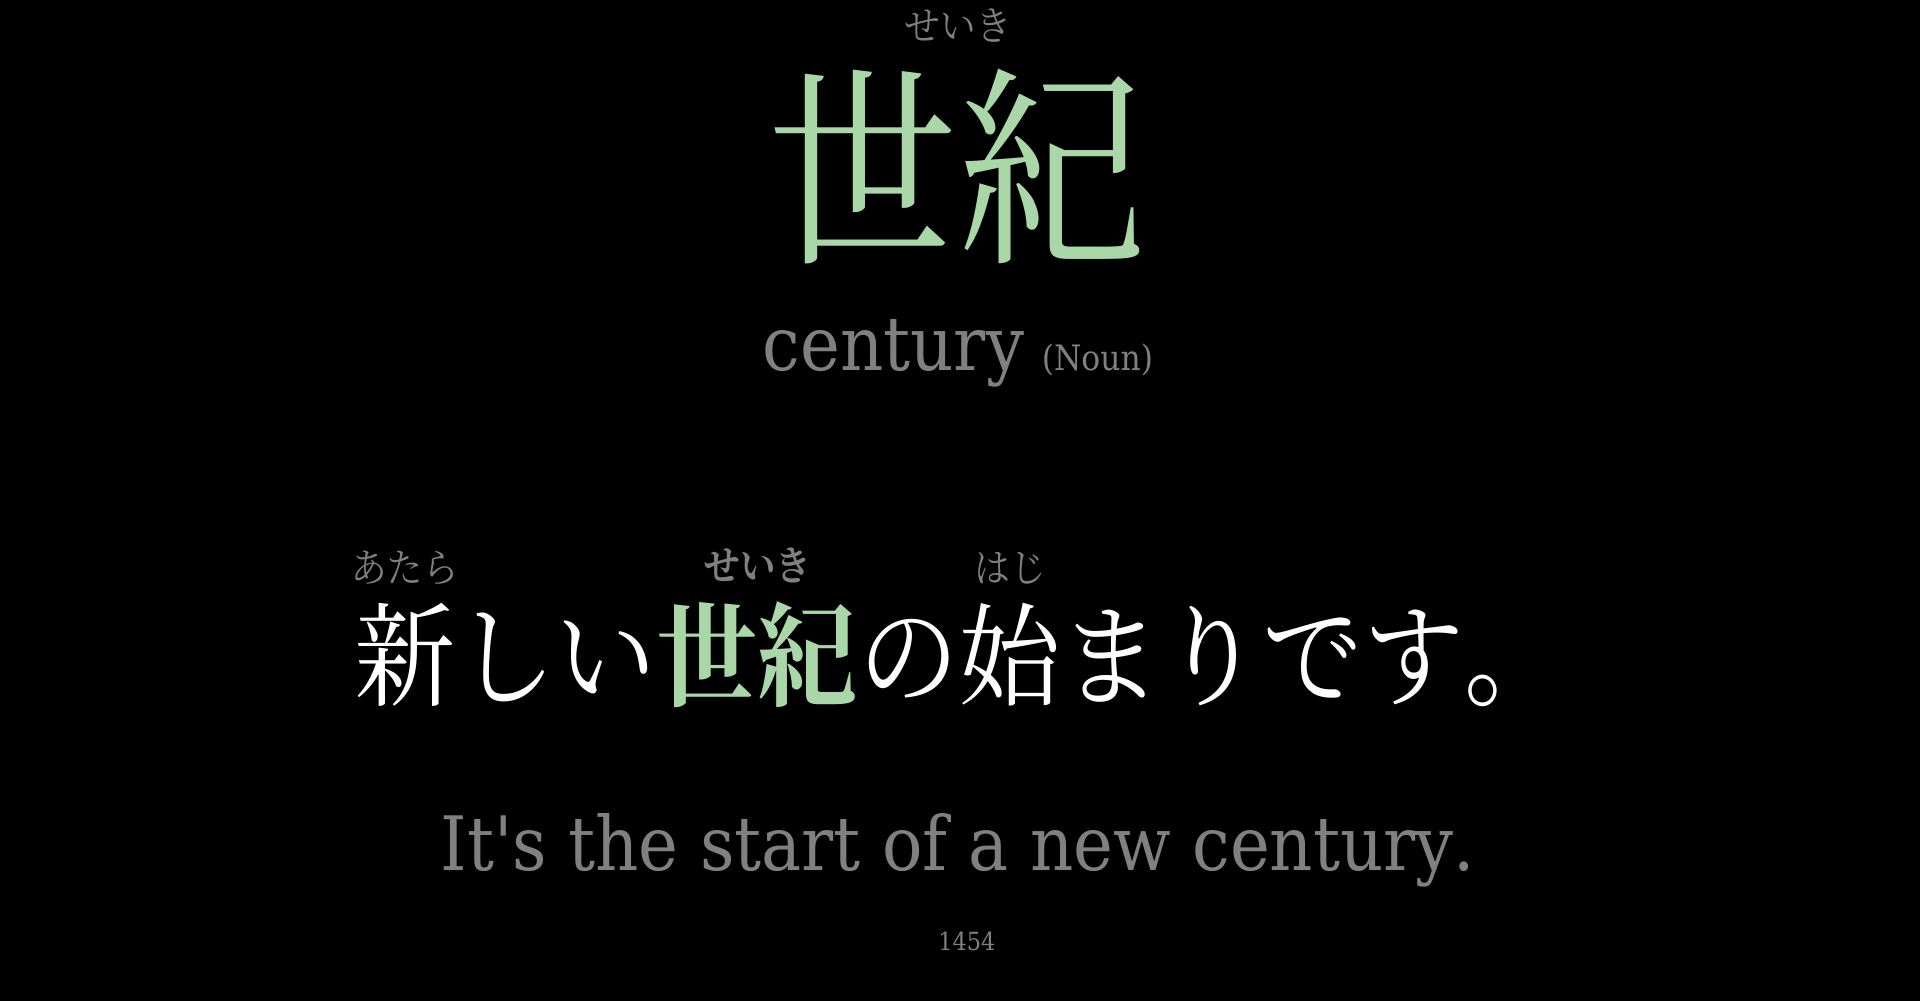 せいき
世紀
century (Noun)
あたら せいき はじ
新しい世紀の始まりです。
It's the start of a new century.
1454